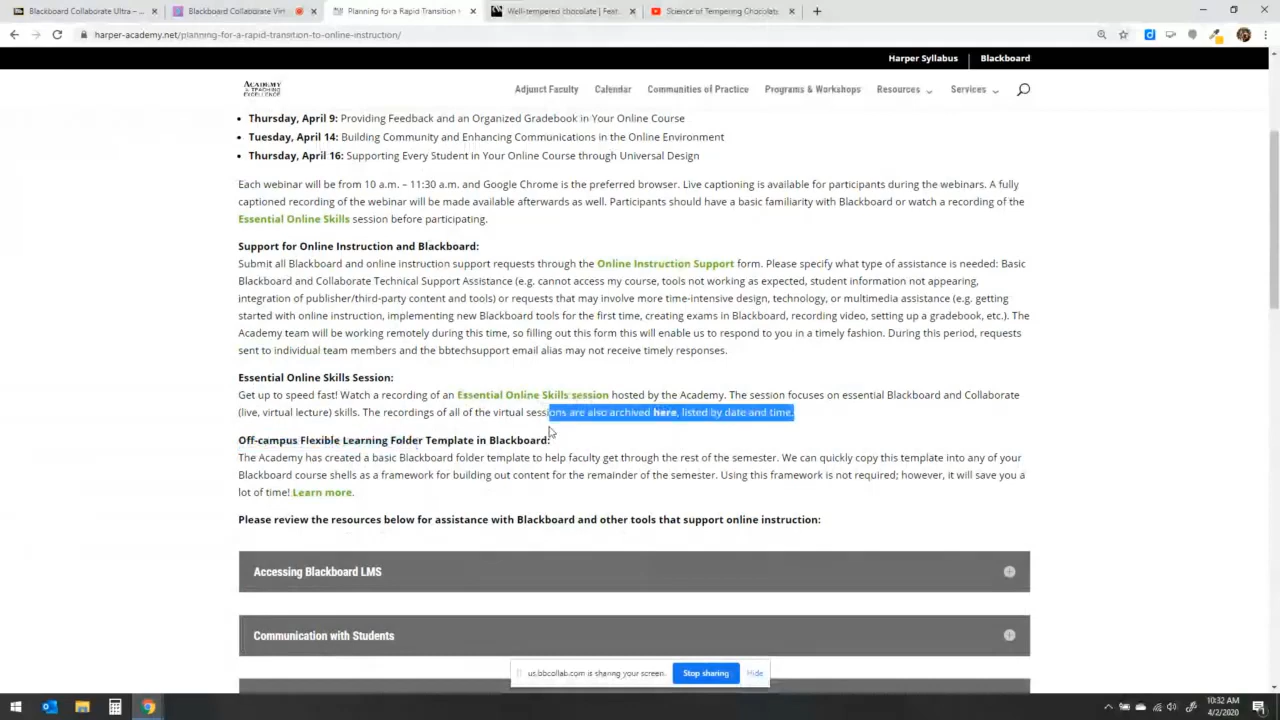 Blackboard Collaborate Ultra – ...
Blackboard Collaborate Virt
Planning for a Rapid Transition
Well-tempered chocolate | Feat
Science of Tempering Chocolate
harper-academy.net/planning-for-a-rapid-transition-to-online-instruction/
Harper Syllabus
Blackboard
ACADEMY
TEACHING
EXCELLENCE
Adjunct Faculty
Calendar
Communities of Practice
Programs & Workshops
Resources
Services
• Thursday, April 9: Providing Feedback and an Organized Gradebook in Your Online Course
• Tuesday, April 14: Building Community and Enhancing Communications in the Online Environment
• Thursday, April 16: Supporting Every Student in Your Online Course through Universal Design
Each webinar will be from 10 a.m. – 11:30 a.m. and Google Chrome is the preferred browser. Live captioning is available for participants during the webinars. A fully
captioned recording of the webinar will be made available afterwards as well. Participants should have a basic familiarity with Blackboard or watch a recording of the
Essential Online Skills session before participating.
Support for Online Instruction and Blackboard:
Submit all Blackboard and online instruction support requests through the Online Instruction Support form. Please specify what type of assistance is needed: Basic
Blackboard and Collaborate Technical Support Assistance (e.g. cannot access my course, tools not working as expected, student information not appearing,
integration of publisher/third-party content and tools) or requests that may involve more time-intensive design, technology, or multimedia assistance (e.g. getting
started with online instruction, implementing new Blackboard tools for the first time, creating exams in Blackboard, recording video, setting up a gradebook, etc.). The
Academy team will be working remotely during this time, so filling out this form this will enable us to respond to you in a timely fashion. During this period, requests
sent to individual team members and the bbtechsupport email alias may not receive timely responses.
Essential Online Skills Session:
Get up to speed fast! Watch a recording of an Essential Online Skills session hosted by the Academy. The session focuses on essential Blackboard and Collaborate
(live, virtual lecture) skills. The recordings of all of the virtual sessions are also archived here, listed by date and time.
Off-campus Flexible Learning Folder Template in Blackboard:
The Academy has created a basic Blackboard folder template to help faculty get through the rest of the semester. We can quickly copy this template into any of your
Blackboard course shells as a framework for building out content for the remainder of the semester. Using this framework is not required; however, it will save you a
lot of time! Learn more.
Please review the resources below for assistance with Blackboard and other tools that support online instruction:
Accessing Blackboard LMS
Communication with Students
us.bbcollab.com is sharing your screen.
Stop sharing
Hide
10:32 AM
4/2/2020